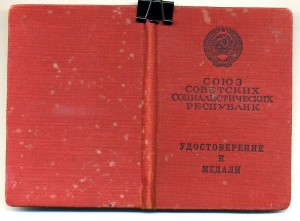 СОЮЗ
СОВЕТСКИХ
СОЦИАЛИСТИЧЕСКИХ
РЕСПУБЛИК
УДОСТОВЕРЕНИЕ
К
МЕДАЛИ